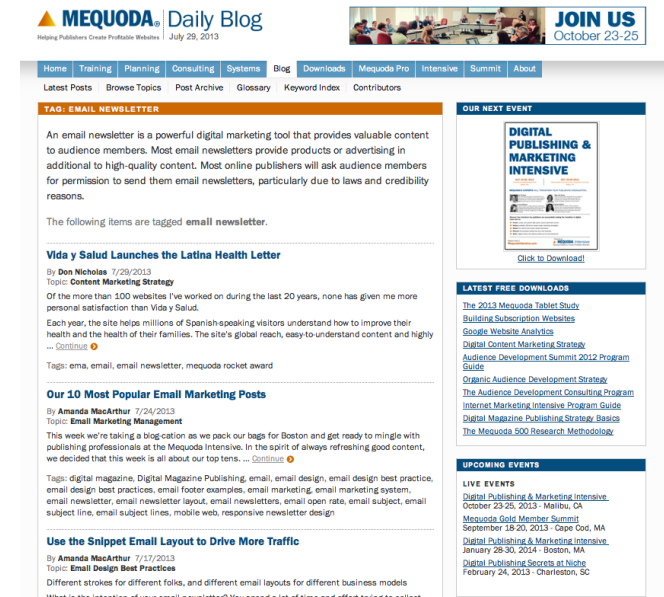 MEQUODA® Daily Blog
Helping Publishers Create Profitable Websites July 29, 2013
JOIN US
October 23-25
Home Training Planning Consulting Systems Blog Downloads Mequoda Pro Intensive Summit About
Latest Posts Browse Topics Post Archive Glossary Keyword Index Contributors
TAG: EMAIL NEWSLETTER
An email newsletter is a powerful digital marketing tool that provides valuable content
to audience members. Most email newsletters provide products or advertising in
additional to high-quality content. Most online publishers will ask audience members
for permission to send them email newsletters, particularly due to laws and credibility
reasons.
The following items are tagged email newsletter.
Vida y Salud Launches the Latina Health Letter
By Don Nicholas 7/29/2013
Topic: Content Marketing Strategy
Of the more than 100 websites I've worked on during the last 20 years, none has given me more
personal satisfaction than Vida y Salud.
Each year, the site helps millions of Spanish-speaking visitors understand how to improve their
health and the health of their families. The site's global reach, easy-to-understand content and highly
... Continue
Tags: ema, email, email newsletter, mequoda rocket award
Our 10 Most Popular Email Marketing Posts
By Amanda MacArthur 7/24/2013
Topic: Email Marketing Management
This week we're taking a blog-cation as we pack our bags for Boston and get ready to mingle with
publishing professionals at the Mequoda Intensive. In the spirit of always refreshing good content,
we decided that this week is all about our top tens. ... Continue
Tags: digital magazine, Digital Magazine Publishing, email, email design, email design best practice,
email design best practices, email footer examples, email marketing, email marketing system,
email newsletter, email newsletter layout, email newsletters, email open rate, email subject, email
subject line, email subject lines, mobile web, responsive newsletter design
Use the Snippet Email Layout to Drive More Traffic
By Amanda MacArthur 7/17/2013
Topic: Email Design Best Practices
Different strokes for different folks, and different email layouts for different business models
What is the intention of your email newsletter? You spend a lot of time and effort trying to collect
OUR NEXT EVENT
DIGITAL
PUBLISHING &
MARKETING
INTENSIVE
MEQUODA Intensive
Click to Download!
LATEST FREE DOWNLOADS
The 2013 Mequoda Tablet Study
Building Subscription Websites
Google Website Analytics
Digital Content Marketing Strategy
Audience Development Summit 2012 Program
Guide
Organic Audience Development Strategy
The Audience Development Consulting Program
Internet Marketing Intensive Program Guide
Digital Magazine Publishing Strategy Basics
The Mequoda 500 Research Methodology
UPCOMING EVENTS
LIVE EVENTS
Digital Publishing & Marketing Intensive
October 23-25, 2013 - Malibu, CA
Mequoda Gold Member Summit
September 18-20, 2013 - Cape Cod, MA
Digital Publishing & Marketing Intensive
January 28-30, 2014 - Boston, MA
Digital Publishing Secrets at Niche
February 24, 2013 - Charleston, SC